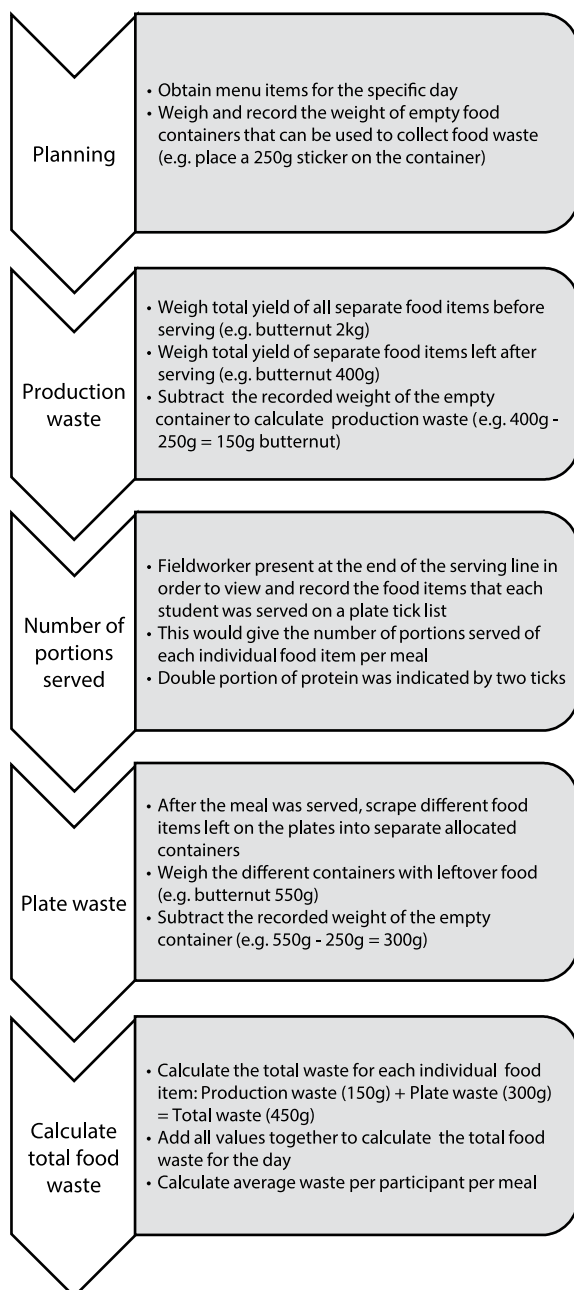 Planning
• Obtain menu items for the specific day
• Weigh and record the weight of empty food
containers that can be used to collect food waste
(e.g. place a 250g sticker on the container)
Production
waste
• Weigh total yield of all separate food items before
serving (e.g. butternut 2kg)
• Weigh total yield of separate food items left after
serving (e.g. butternut 400g)
• Subtract the recorded weight of the empty
container to calculate production waste (e.g. 400g -
250g = 150g butternut)
Number of
portions
served
• Fieldworker present at the end of the serving line in
order to view and record the food items that each
student was served on a plate tick list
• This would give the number of portions served of
each individual food item per meal
• Double portion of protein was indicated by two ticks
Plate waste
• After the meal was served, scrape different food
items left on the plates into separate allocated
containers
• Weigh the different containers with leftover food
(e.g. butternut 550g)
• Subtract the recorded weight of the empty
container (e.g. 550g - 250g = 300g)
Calculate
total food
waste
• Calculate the total waste for each individual food
item: Production waste (150g) + Plate waste (300g)
= Total waste (450g)
• Add all values together to calculate the total food
waste for the day
• Calculate average waste per participant per meal